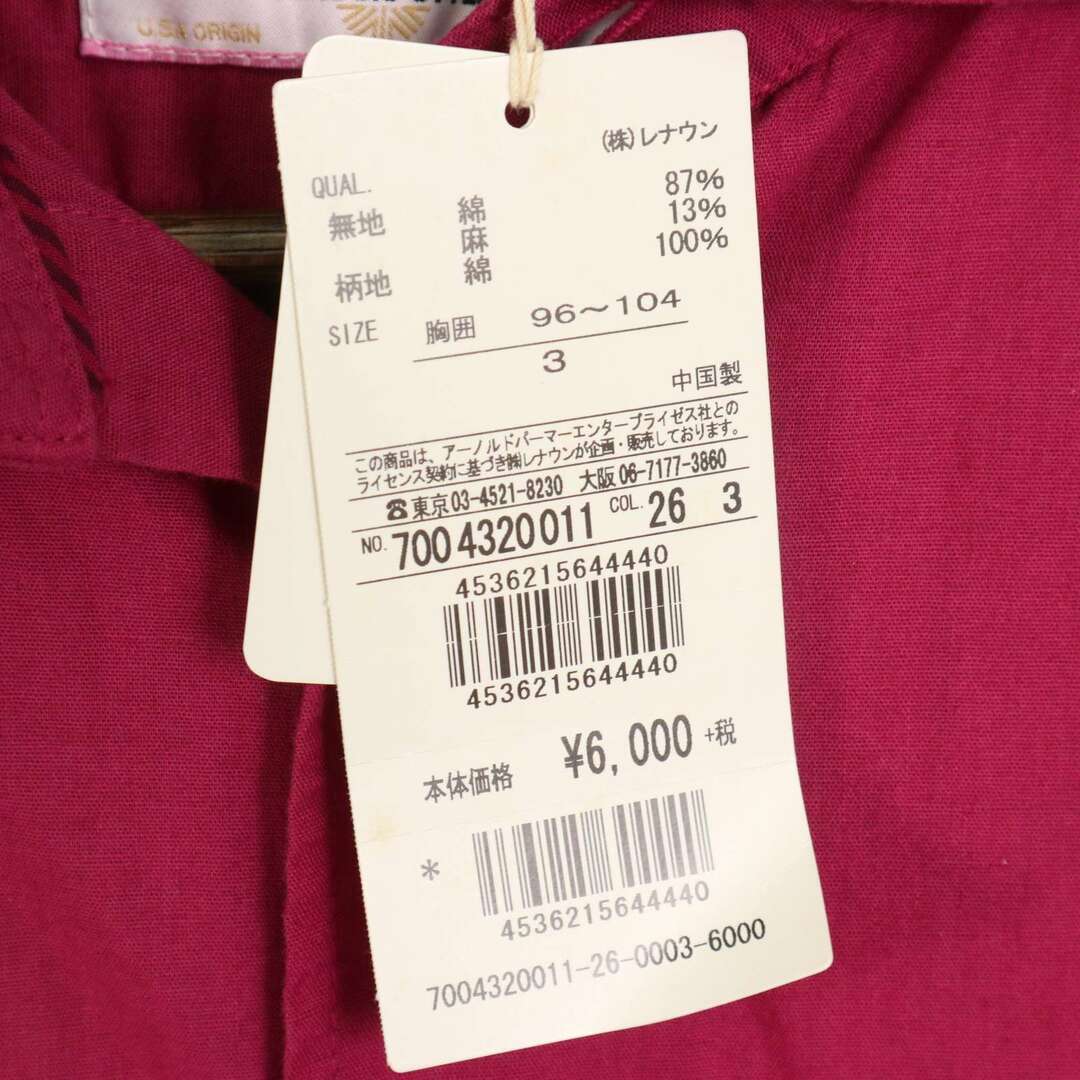 U.S.A ORIGIN
(株)レナウン
QUAL.
無地 綿 87%
麻 13%
柄地 綿 100%
SIZE 胸囲 96～104
3
中国製
この商品は、アーノルドパーマーエンタープライゼス社との
ライセンス契約に基づき㈱レナウンが企画・販売しております。
☎東京03-4521-8230 大阪06-7177-3860
NO. 7004320011 COL. 26 3
4536215644440
4536215644440
本体価格 ¥6,000 +税
*
4536215644440
7004320011-26-0003-6000